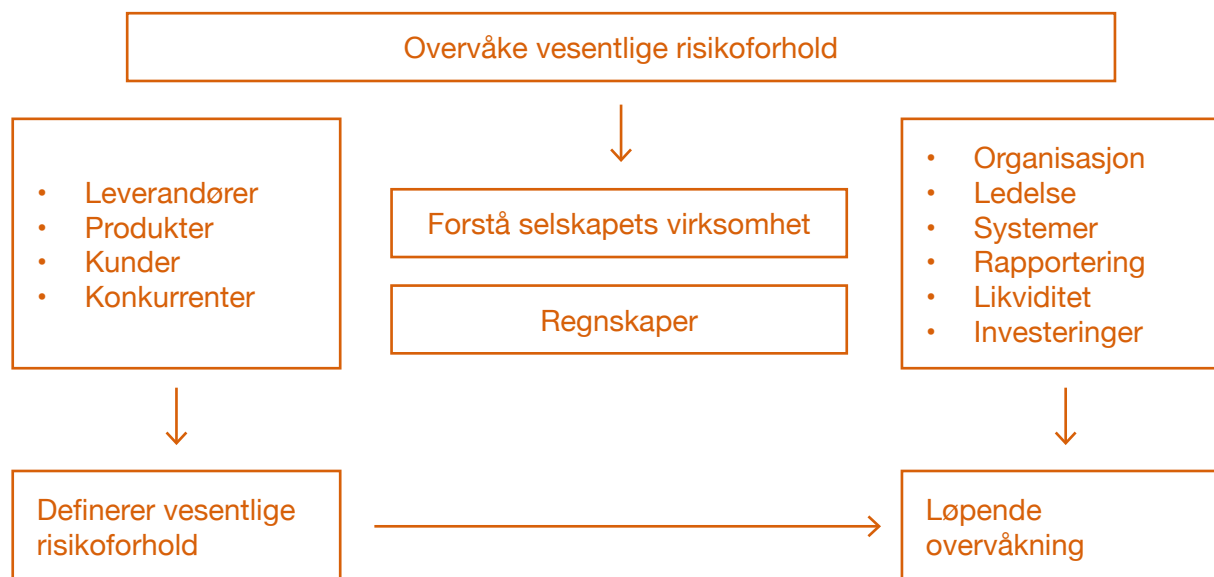 Overvåke vesentlige risikoforhold
• Leverandører
• Produkter
• Kunder
• Konkurrenter
Forstå selskapets virksomhet
Regnskaper
• Organisasjon
• Ledelse
• Systemer
• Rapportering
• Likviditet
• Investeringer
Definerer vesentlige
risikoforhold
Løpende
overvåkning